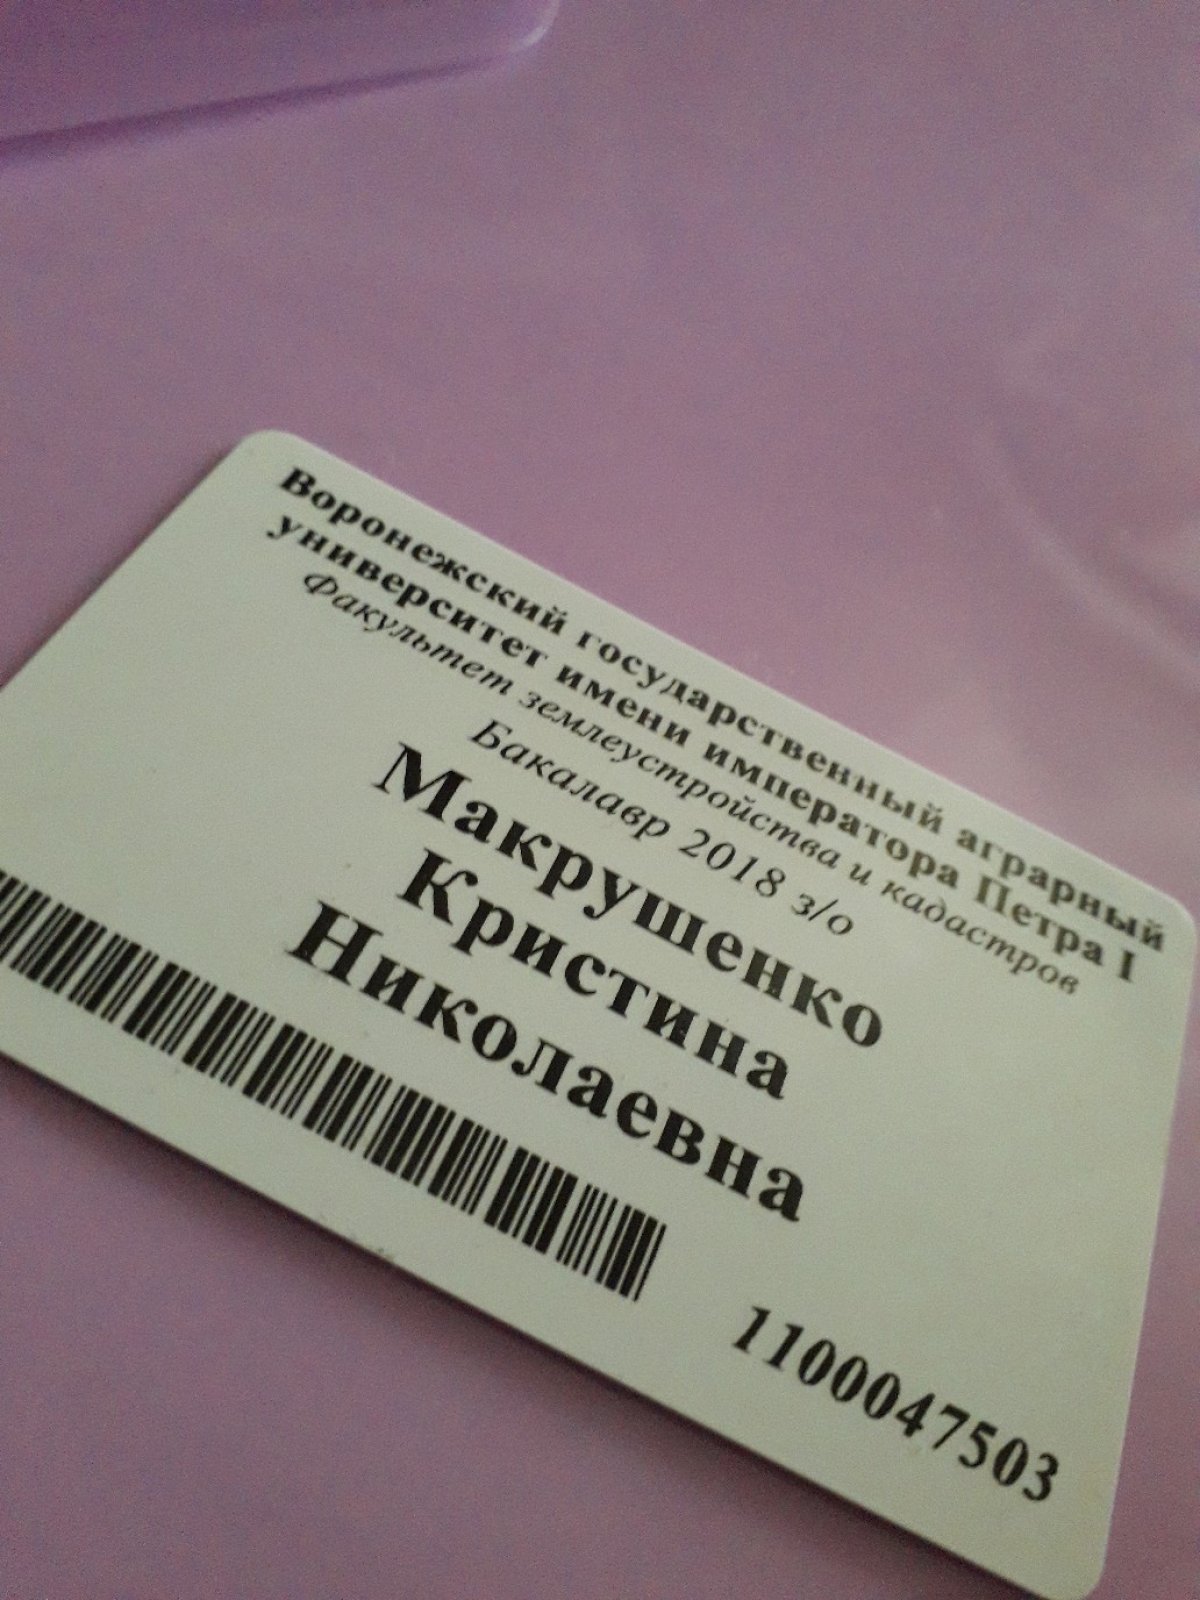 Воронежский государственный аграрный
университет имени императора Петра I
Факультет землеустройства и кадастров
Бакалавр 2018 з/о
Макрушенко
Кристина
Николаевна
1100047503